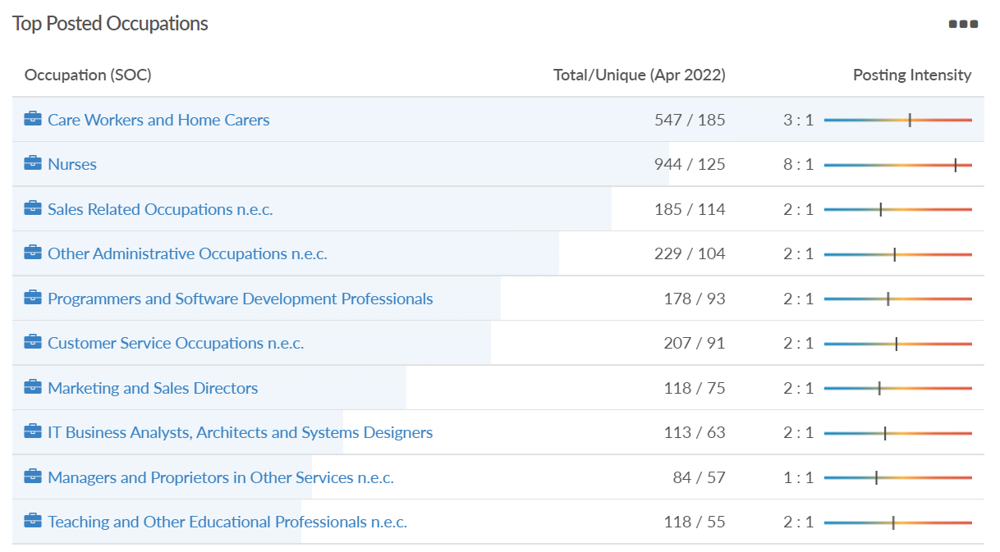 Top Posted Occupations
Occupation (SOC) Total/Unique (Apr 2022) Posting Intensity
Care Workers and Home Carers 547 / 185 3 : 1
Nurses 944 / 125 8 : 1
Sales Related Occupations n.e.c. 185 / 114 2 : 1
Other Administrative Occupations n.e.c. 229 / 104 2 : 1
Programmers and Software Development Professionals 178 / 93 2 : 1
Customer Service Occupations n.e.c. 207 / 91 2 : 1
Marketing and Sales Directors 118 / 75 2 : 1
IT Business Analysts, Architects and Systems Designers 113 / 63 2 : 1
Managers and Proprietors in Other Services n.e.c. 84 / 57 1 : 1
Teaching and Other Educational Professionals n.e.c. 118 / 55 2 : 1